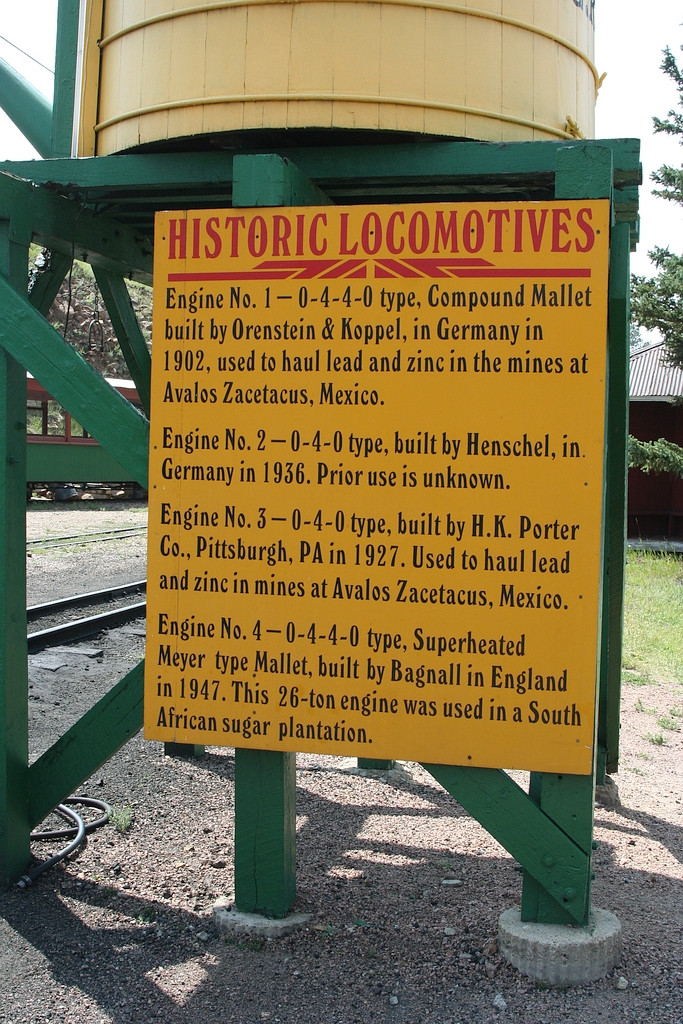 HISTORIC LOCOMOTIVES
Engine No. 1 — 0-4-4-0 type, Compound Mallet
built by Orenstein & Koppel, in Germany in
1902, used to haul lead and zinc in the mines at
Avalos Zacetacus, Mexico.
Engine No. 2 — 0-4-0 type, built by Henschel, in
Germany in 1936. Prior use is unknown.
Engine No. 3 — 0-4-0 type, built by H.K. Porter
Co., Pittsburgh, PA in 1927. Used to haul lead
and zinc in mines at Avalos Zacetacus, Mexico.
Engine No. 4 — 0-4-4-0 type, Superheated
Meyer type Mallet, built by Bagnall in England
in 1947. This 26-ton engine was used in a South
African sugar plantation.